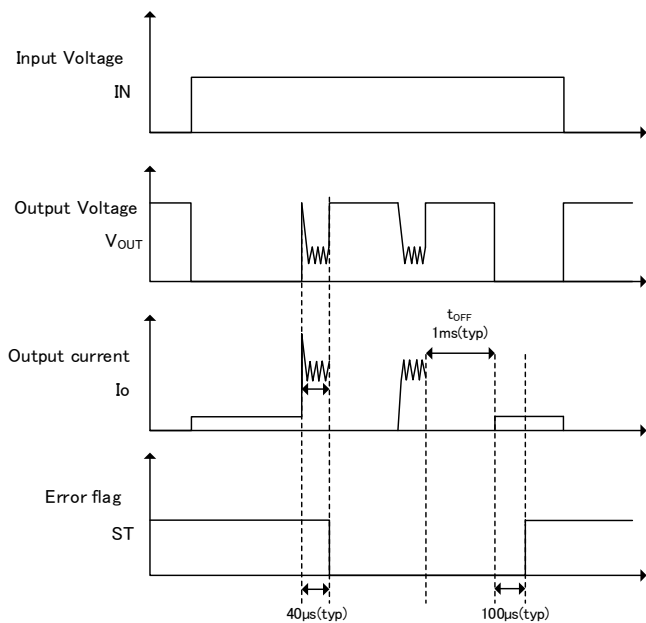 Input Voltage
IN
Output Voltage
VOUT
tOFF
1ms(typ)
Output current
Io
Error flag
ST
40μs(typ)
100μs(typ)